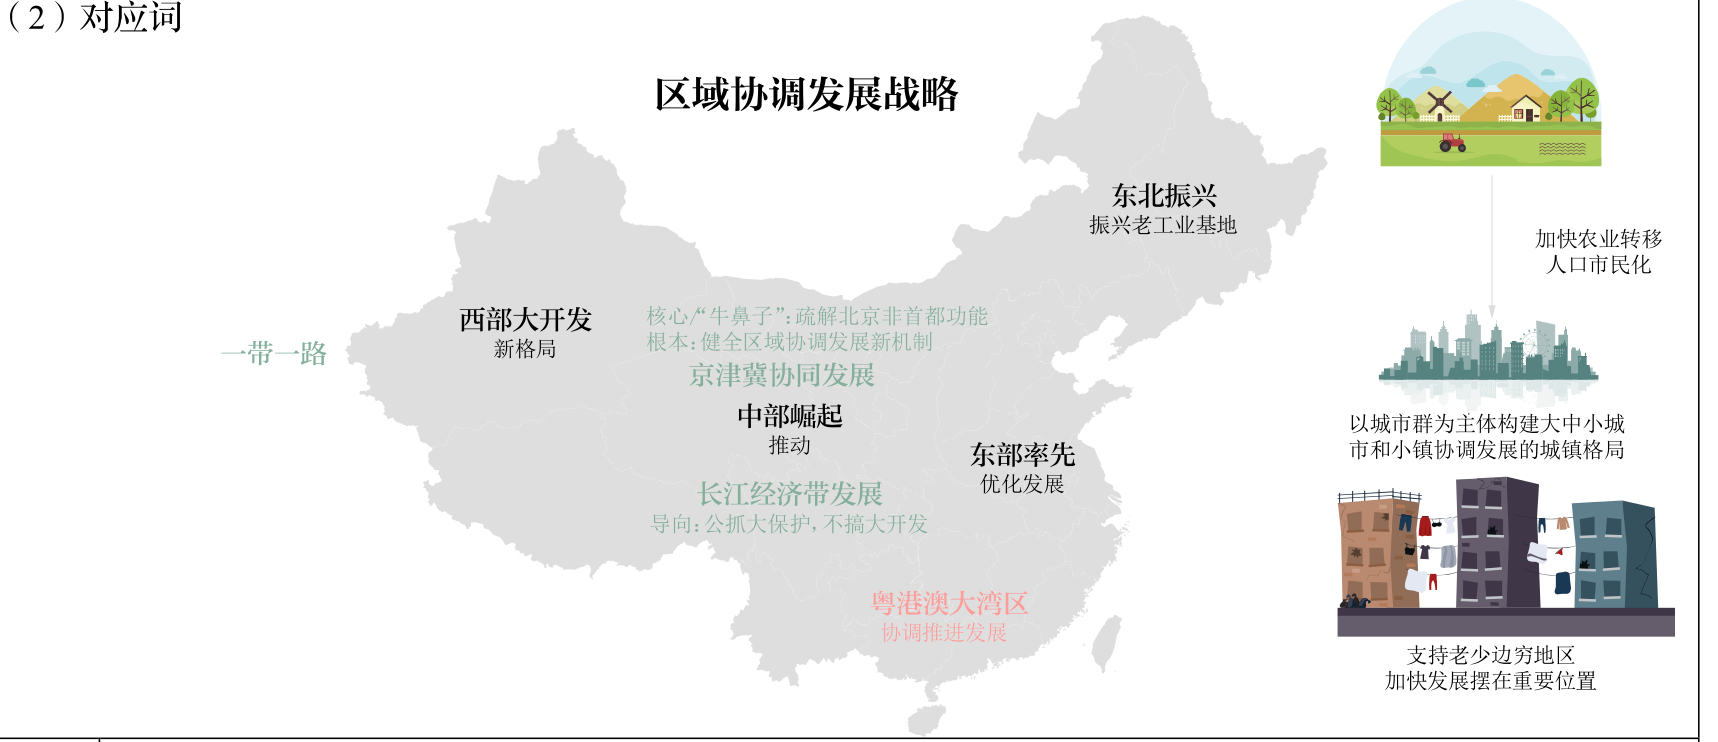 （2）对应词
区域协调发展战略
东北振兴
振兴老工业基地
西部大开发
新格局
一带一路
核心/“牛鼻子”：疏解北京非首都功能
根本：健全区域协调发展新机制
京津冀协同发展
中部崛起
推动
东部率先
优化发展
长江经济带发展
导向：公抓大保护，不搞大开发
粤港澳大湾区
协调推进发展
加快农业转移
人口市民化
以城市群为主体构建大中小城
市和小镇协调发展的城镇格局
支持老少边穷地区
加快发展摆在重要位置